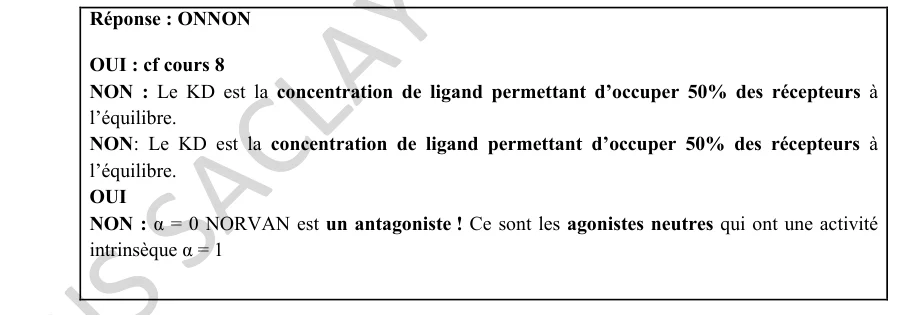 Réponse : ONNON
OUI : cf cours 8
NON : Le KD est la concentration de ligand permettant d’occuper 50% des récepteurs à
l’équilibre.
NON: Le KD est la concentration de ligand permettant d’occuper 50% des récepteurs à
l’équilibre.
OUI
NON : α = 0 NORVAN est un antagoniste ! Ce sont les agonistes neutres qui ont une activité
intrinsèque α = 1
US SACLAY